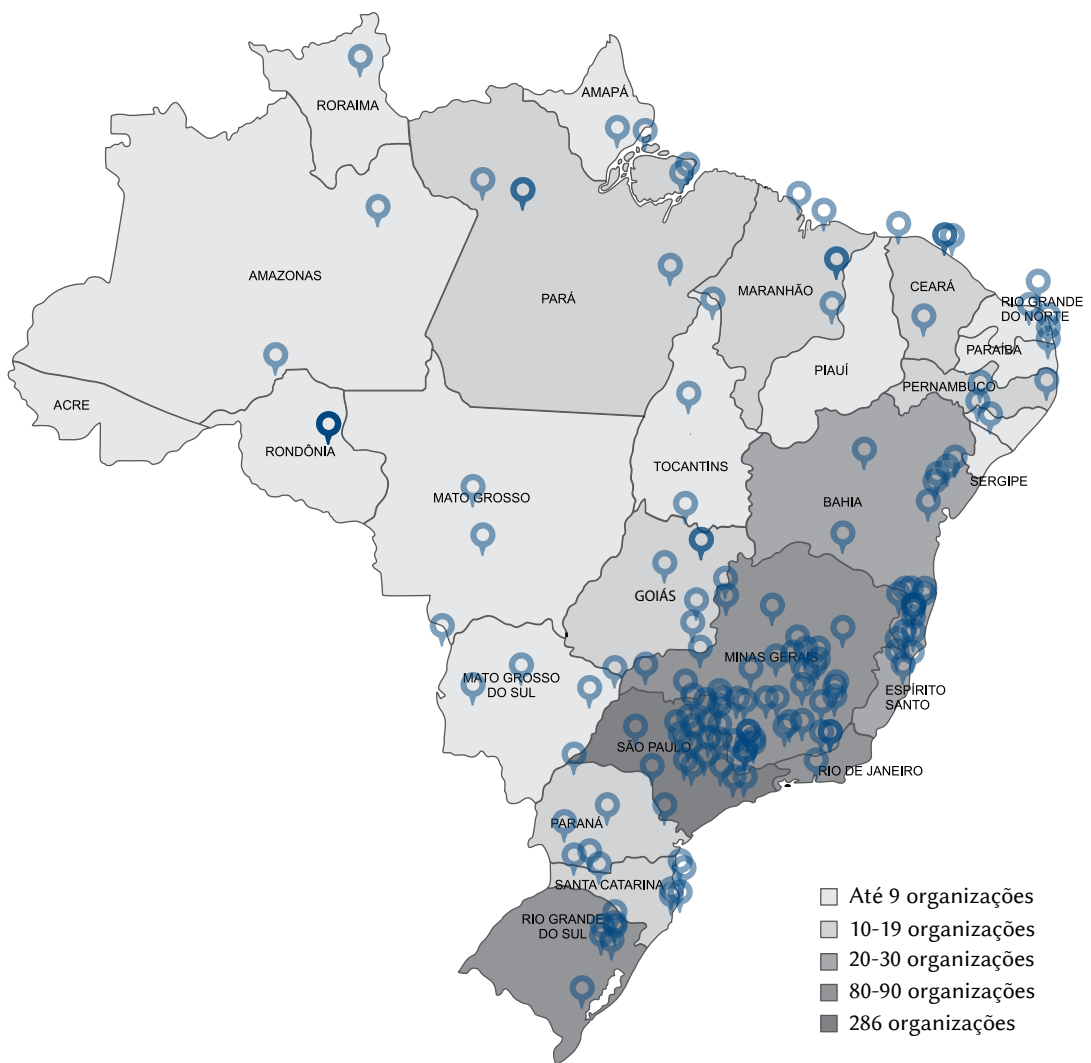 RORAIMA
AMAPÁ
AMAZONAS
PARÁ
MARANHÃO
CEARÁ
RIO GRANDE
DO NORTE
PARAÍBA
PIAUÍ
PERNAMBUCO
ACRE
RONDÔNIA
TOCANTINS
SERGIPE
MATO GROSSO
BAHIA
GOIÁS
MINAS GERAIS
MATO GROSSO
DO SUL
ESPÍRITO
SANTO
SÃO PAULO
RIO DE JANEIRO
PARANÁ
SANTA CATARINA
RIO GRANDE
DO SUL
Até 9 organizações
10-19 organizações
20-30 organizações
80-90 organizações
286 organizações